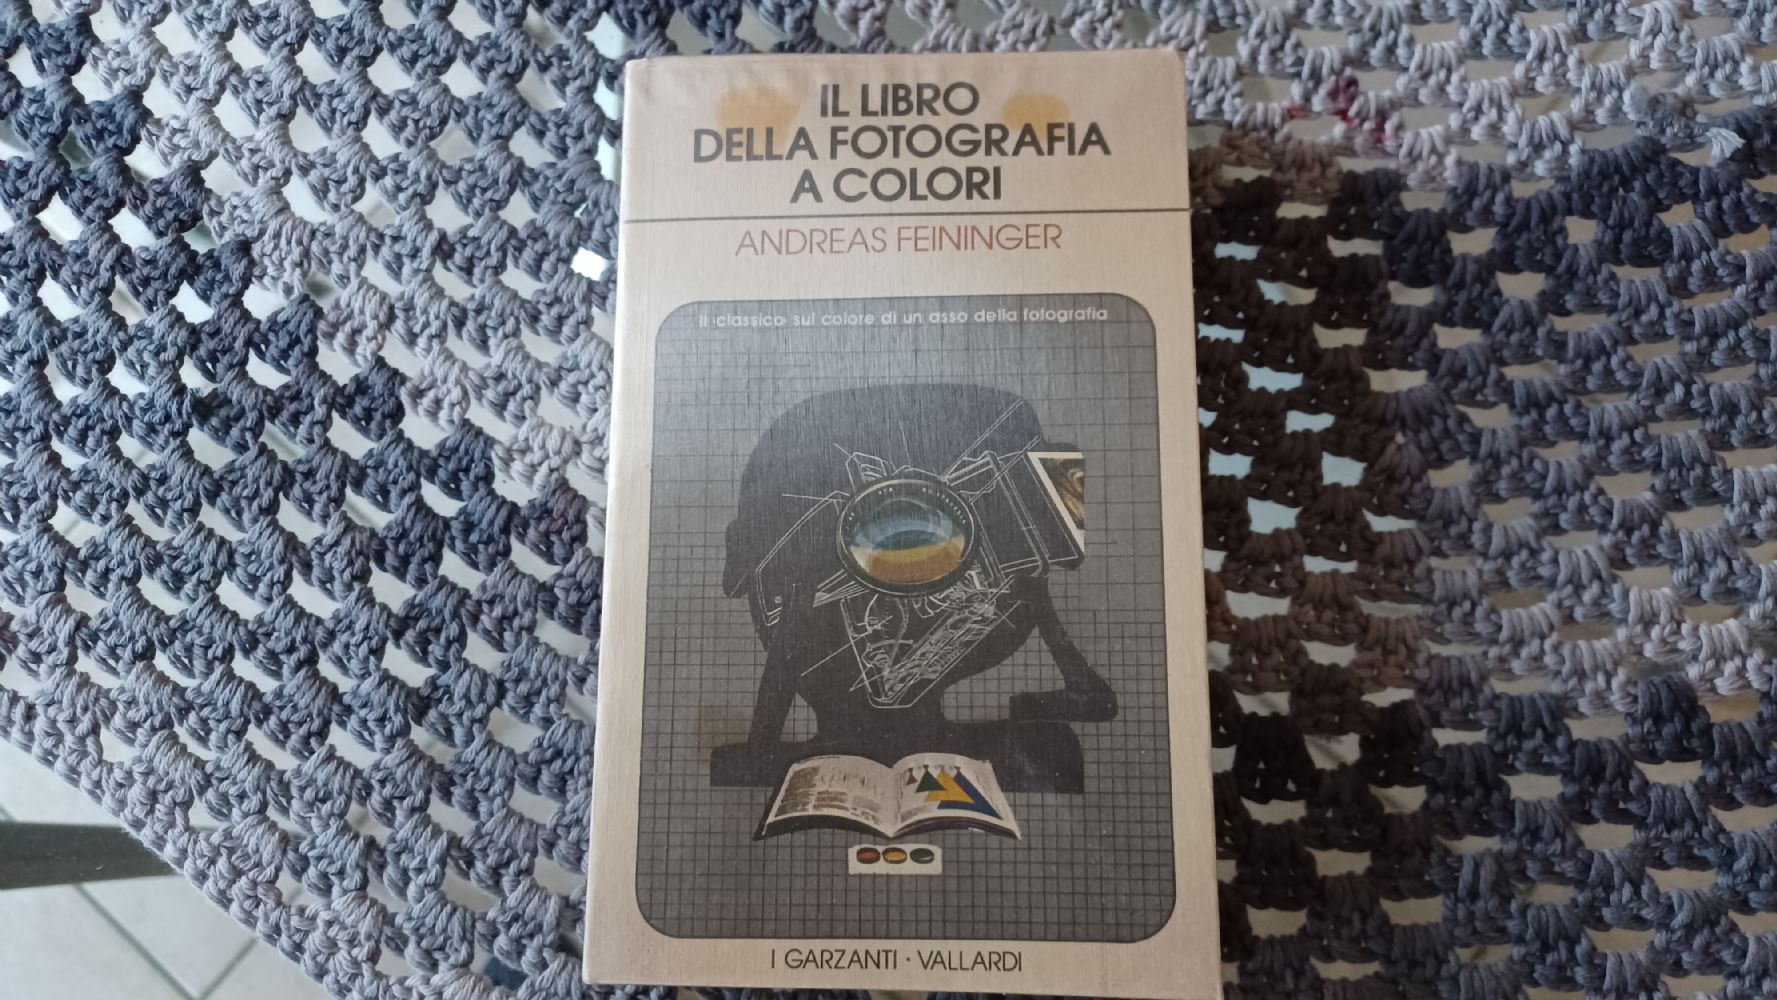 IL LIBRO
DELLA FOTOGRAFIA
A COLORI
ANDREAS FEININGER
Il ‹classico› sul colore di un asso della fotografia
I GARZANTI · VALLARDI